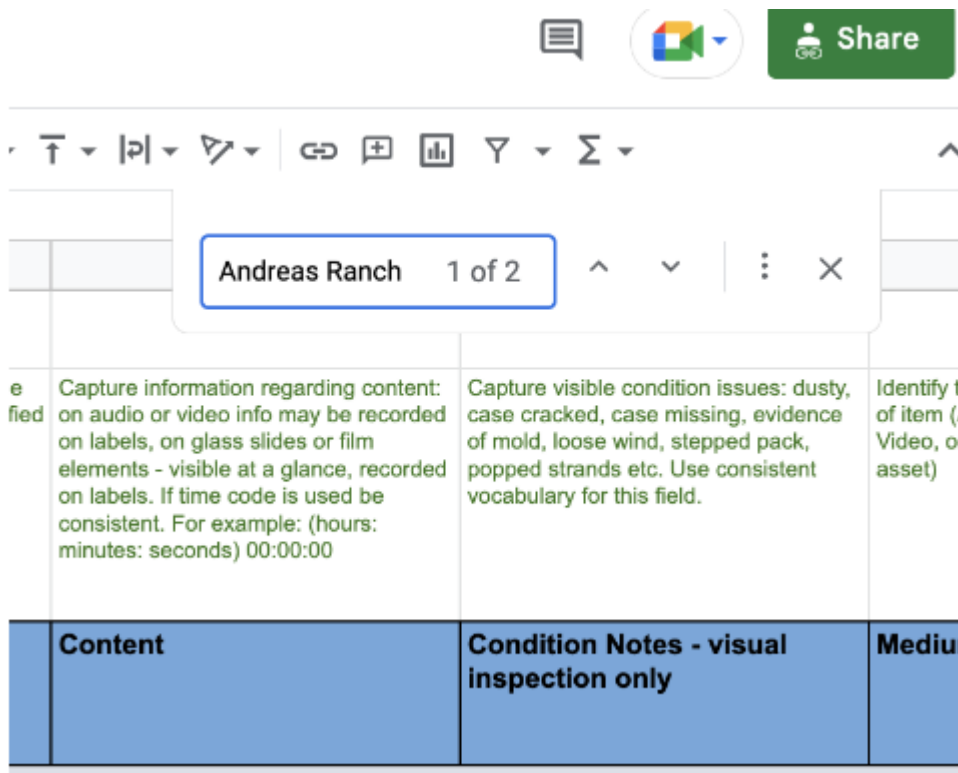 Share
Andreas Ranch 1 of 2
e
fied
Capture information regarding content:
on audio or video info may be recorded
on labels, on glass slides or film
elements - visible at a glance, recorded
on labels. If time code is used be
consistent. For example: (hours:
minutes: seconds) 00:00:00
Capture visible condition issues: dusty,
case cracked, case missing, evidence
of mold, loose wind, stepped pack,
popped strands etc. Use consistent
vocabulary for this field.
Identify t
of item (
Video, o
asset)
Content
Condition Notes - visual
inspection only
Mediu